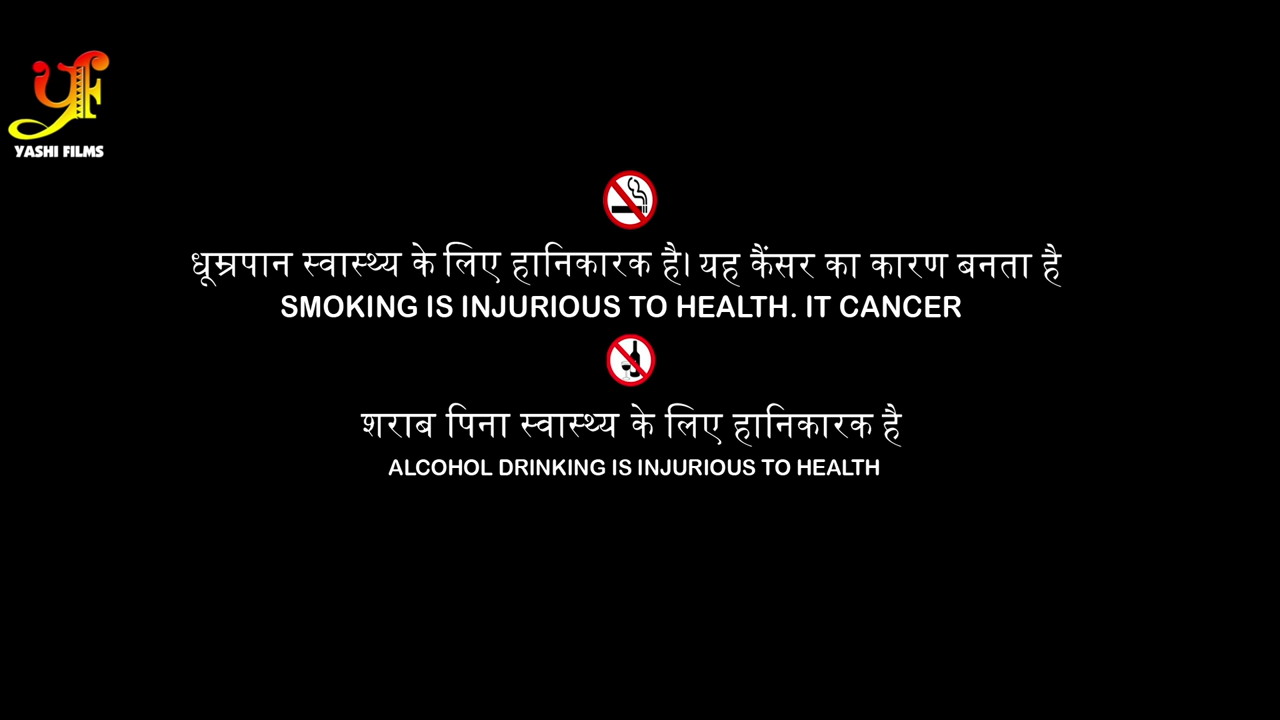 YASHI FILMS
धूम्रपान स्वास्थ्य के लिए हानिकारक है। यह कैंसर का कारण बनता है
SMOKING IS INJURIOUS TO HEALTH. IT CANCER
शराब पिना स्वास्थ्य के लिए हानिकारक है
ALCOHOL DRINKING IS INJURIOUS TO HEALTH